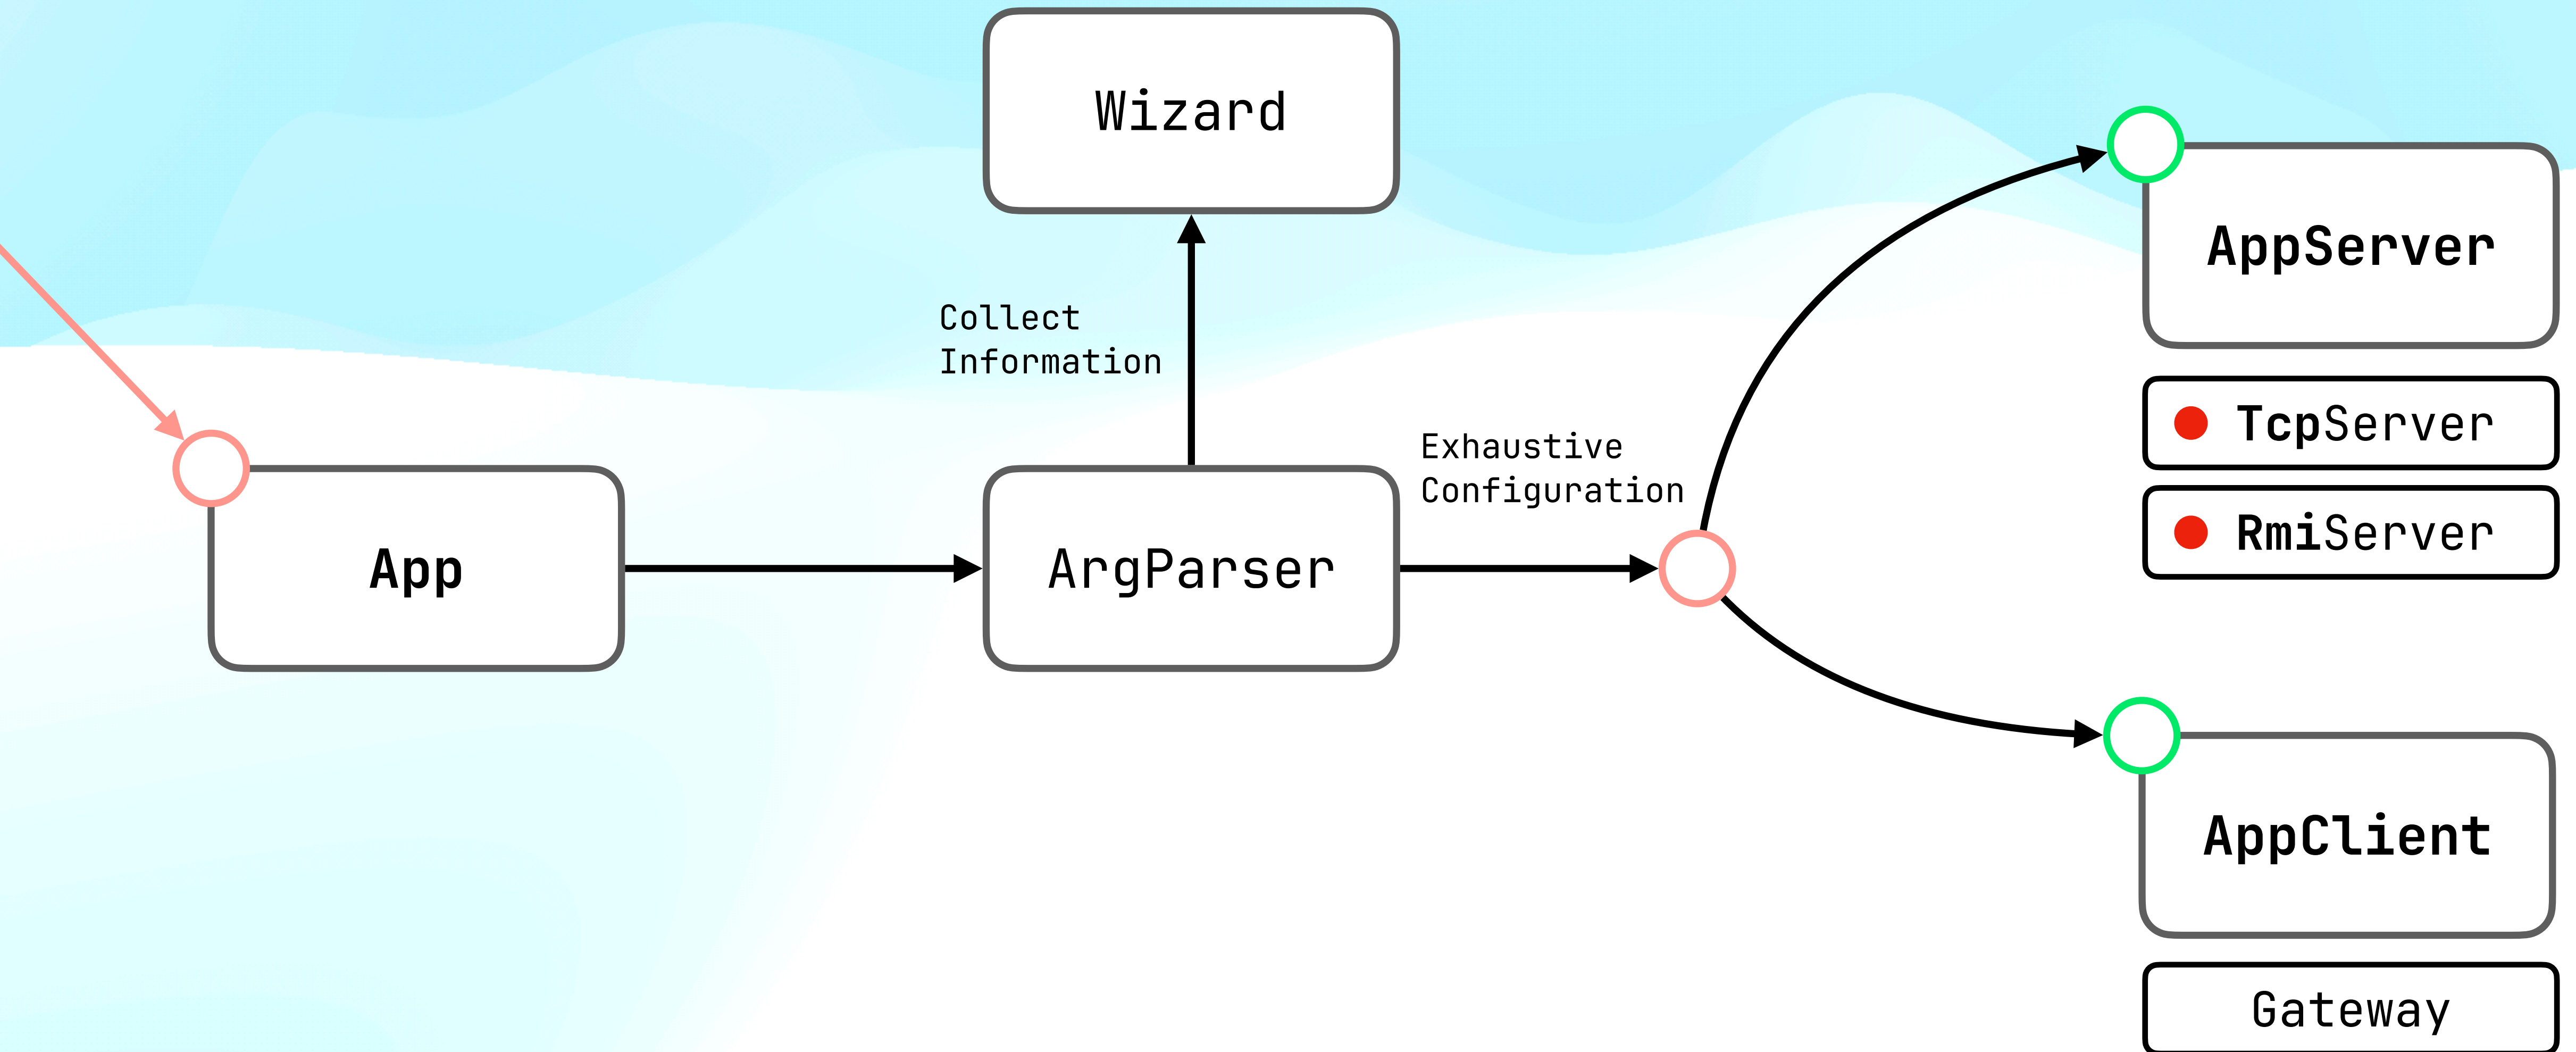 Wizard
Collect
Information
App
ArgParser
Exhaustive
Configuration
AppServer
TcpServer
RmiServer
AppClient
Gateway